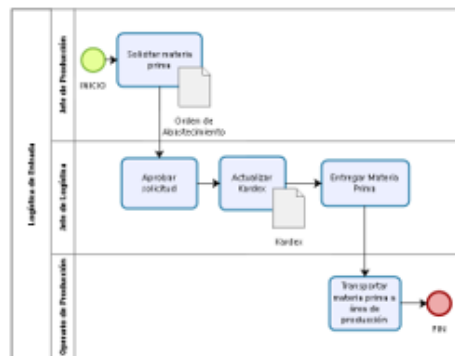 Logística de Entrada
Jefe de Producción
INICIO
Solicitar materia
prima
Orden de
Abastecimiento
Jefe de Logística
Aprobar
solicitud
Actualizar
Kardex
Kardex
Entregar Materia
Prima
Operario de Producción
Transportar
materia prima a
área de
producción
FIN